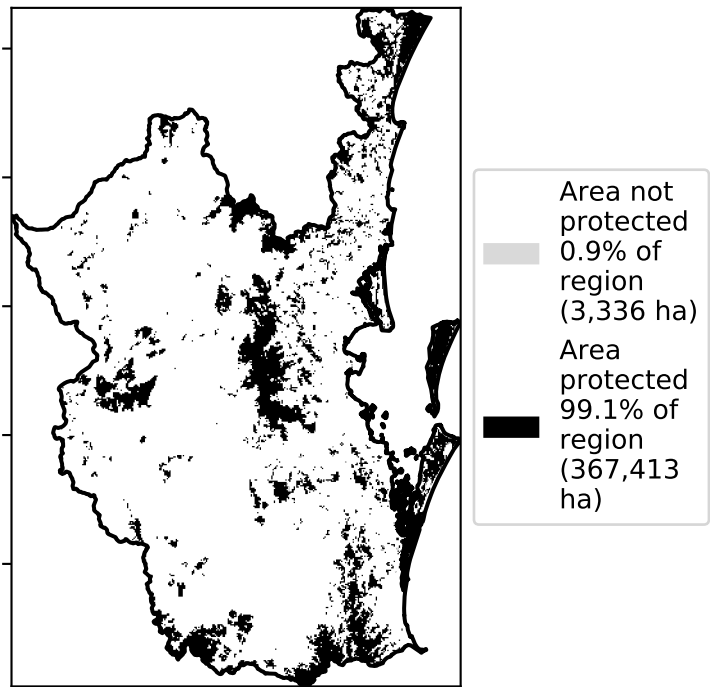 Area not
protected
0.9% of
region
(3,336 ha)
Area
protected
99.1% of
region
(367,413
ha)